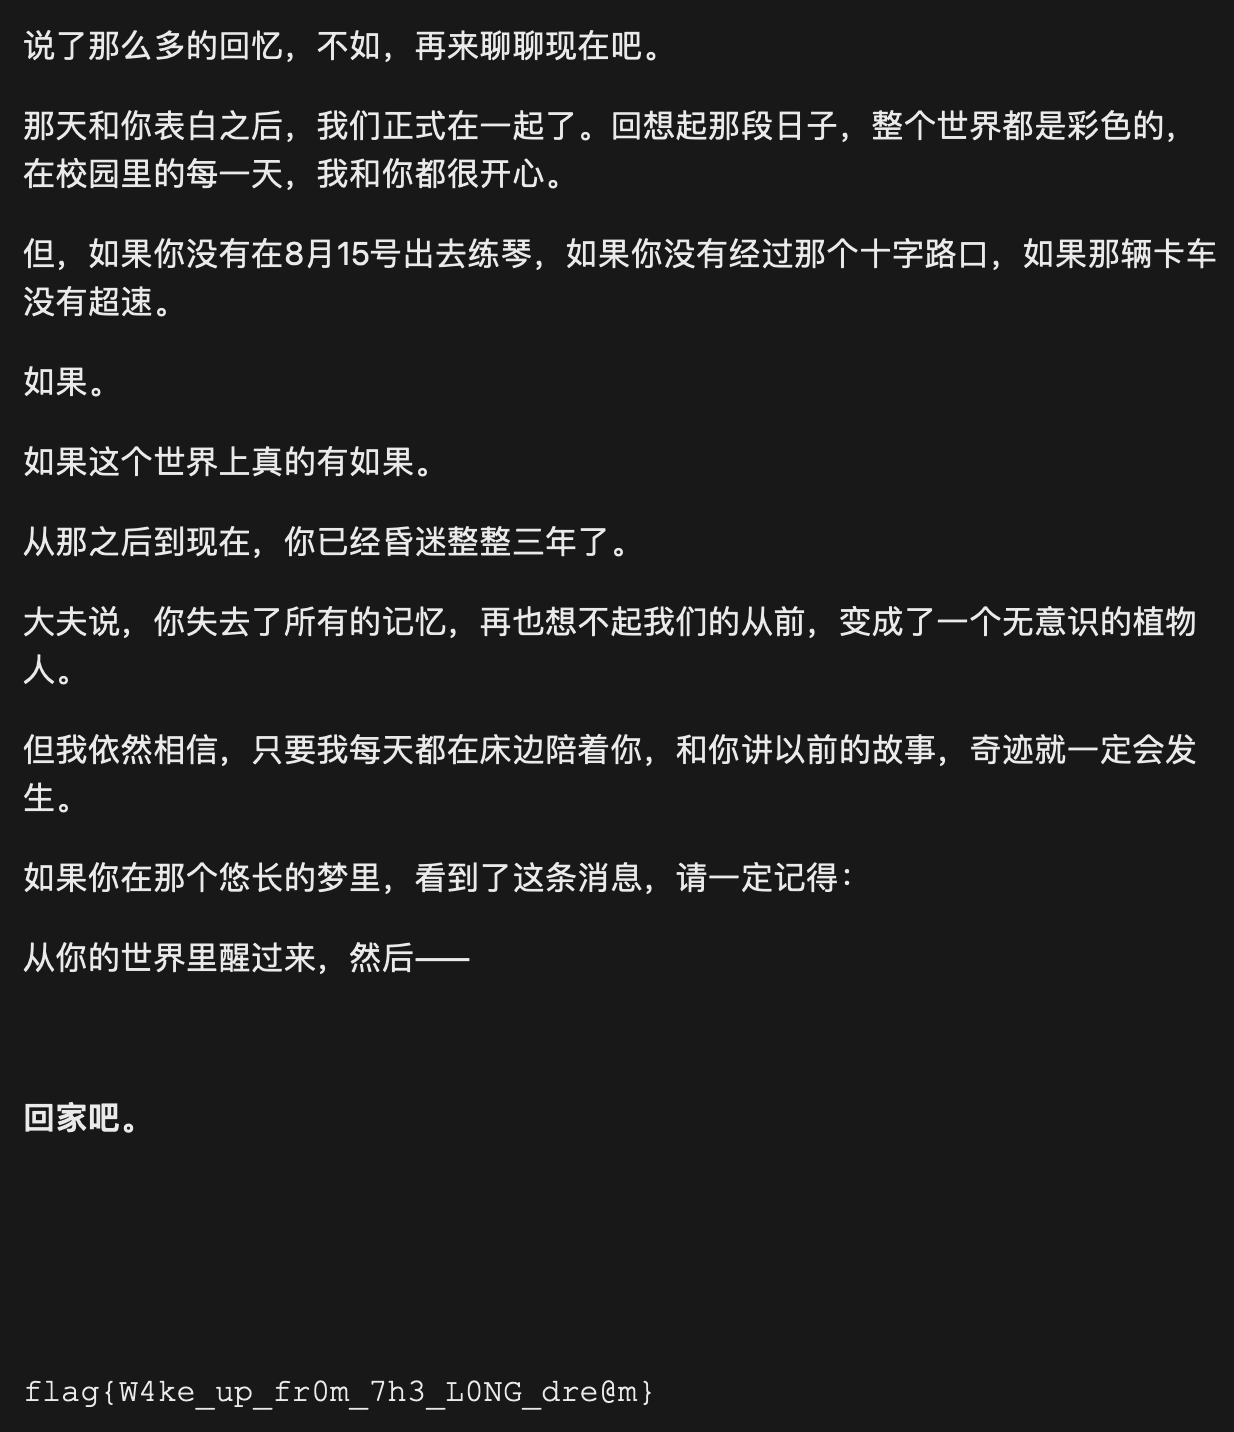 说了那么多的回忆，不如，再来聊聊现在吧。
那天和你表白之后，我们正式在一起了。回想起那段日子，整个世界都是彩色的，
在校园里的每一天，我和你都很开心。
但，如果你没有在8月15号出去练琴，如果你没有经过那个十字路口，如果那辆卡车
没有超速。
如果。
如果这个世界上真的有如果。
从那之后到现在，你已经昏迷整整三年了。
大夫说，你失去了所有的记忆，再也想不起我们的从前，变成了一个无意识的植物
人。
但我依然相信，只要我每天都在床边陪着你，和你讲以前的故事，奇迹就一定会发
生。
如果你在那个悠长的梦里，看到了这条消息，请一定记得：
从你的世界里醒过来，然后——
回家吧。
flag{W4ke_up_fr0m_7h3_L0NG_dre@m}